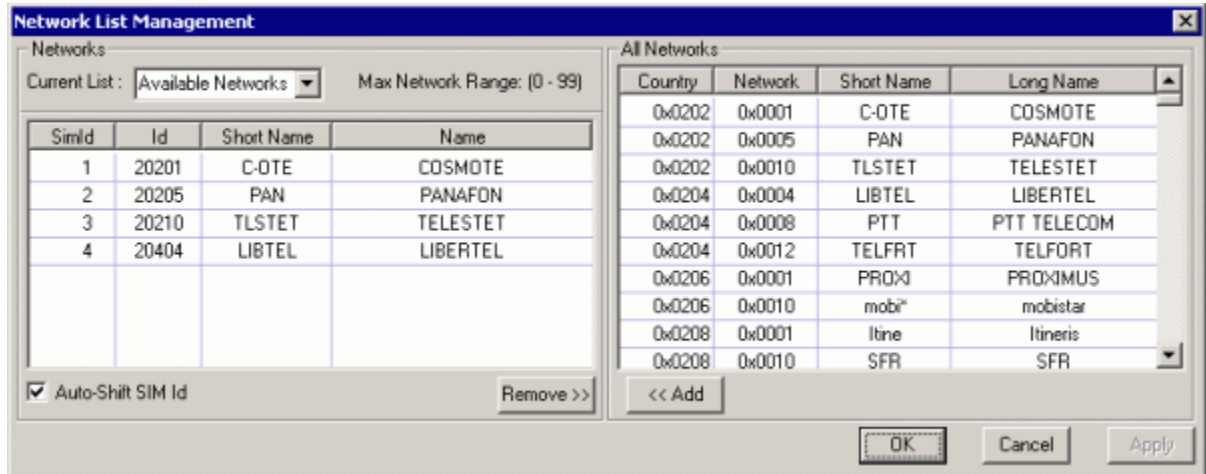 Network List Management
Networks
Current List : Available Networks Max Network Range: (0 - 99)
SimId Id Short Name Name
1 20201 C-OTE COSMOTE
2 20205 PAN PANAFON
3 20210 TLSTET TELESTET
4 20404 LIBTEL LIBERTEL
Auto-Shift SIM Id
Remove >>
All Networks
Country Network Short Name Long Name
0x0202 0x0001 C-OTE COSMOTE
0x0202 0x0005 PAN PANAFON
0x0202 0x0010 TLSTET TELESTET
0x0204 0x0004 LIBTEL LIBERTEL
0x0204 0x0008 PTT PTT TELECOM
0x0204 0x0012 TELFRT TELFORT
0x0206 0x0001 PROXI PROXIMUS
0x0206 0x0010 mobi* mobistar
0x0208 0x0001 Itine Itineris
0x0208 0x0010 SFR SFR
<< Add
OK Cancel Apply